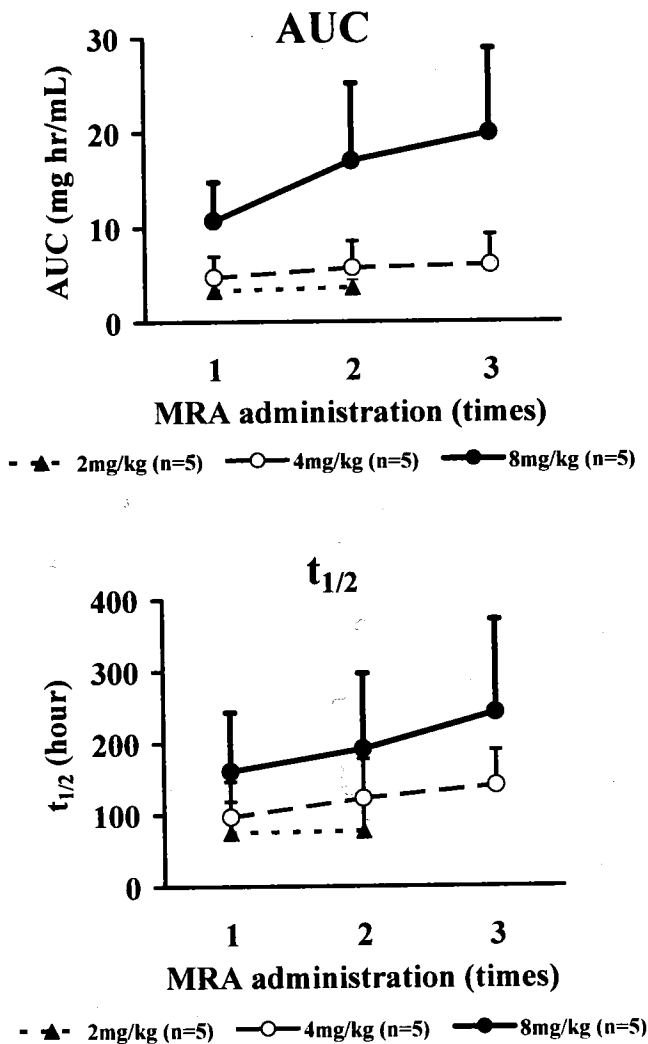 AUC
30
20
10
0
AUC (mg hr/mL)
1 2 3
MRA administration (times)
2mg/kg (n=5) 4mg/kg (n=5) 8mg/kg (n=5)
t1/2
400
300
200
100
0
t1/2 (hour)
1 2 3
MRA administration (times)
2mg/kg (n=5) 4mg/kg (n=5) 8mg/kg (n=5)